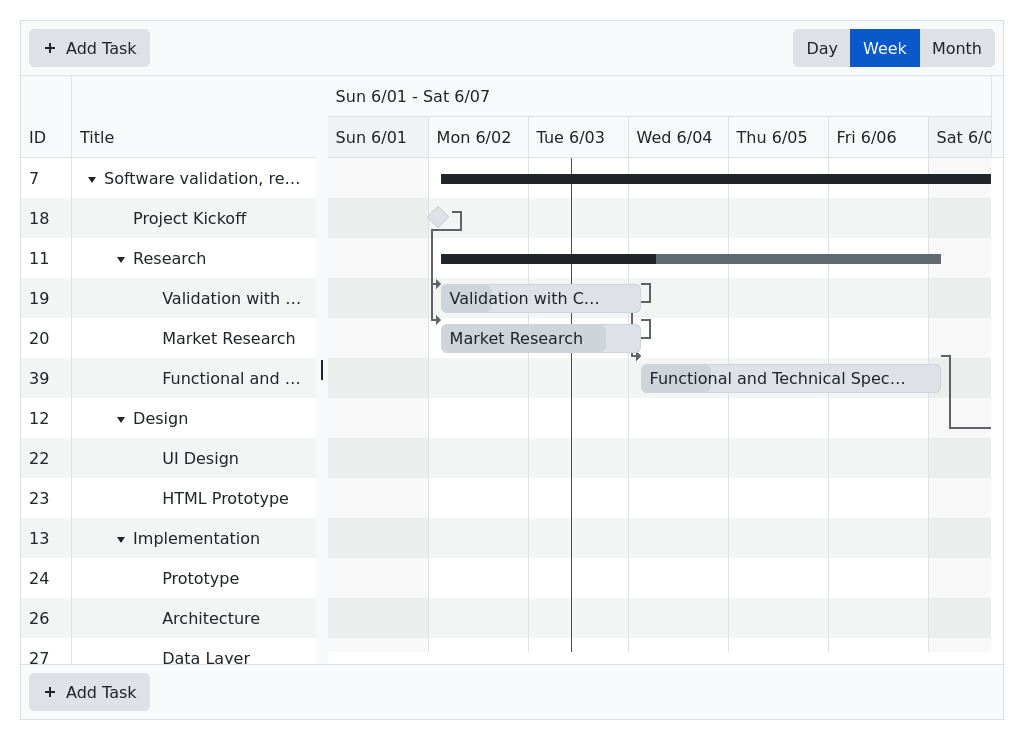 + Add Task
Day Week Month
Sun 6/01 - Sat 6/07
ID Title Sun 6/01 Mon 6/02 Tue 6/03 Wed 6/04 Thu 6/05 Fri 6/06 Sat 6/0
7 Software validation, re...
18 Project Kickoff
11 Research
19 Validation with ... Validation with C...
20 Market Research Market Research
39 Functional and ... Functional and Technical Spec...
12 Design
22 UI Design
23 HTML Prototype
13 Implementation
24 Prototype
26 Architecture
27 Data Layer
+ Add Task